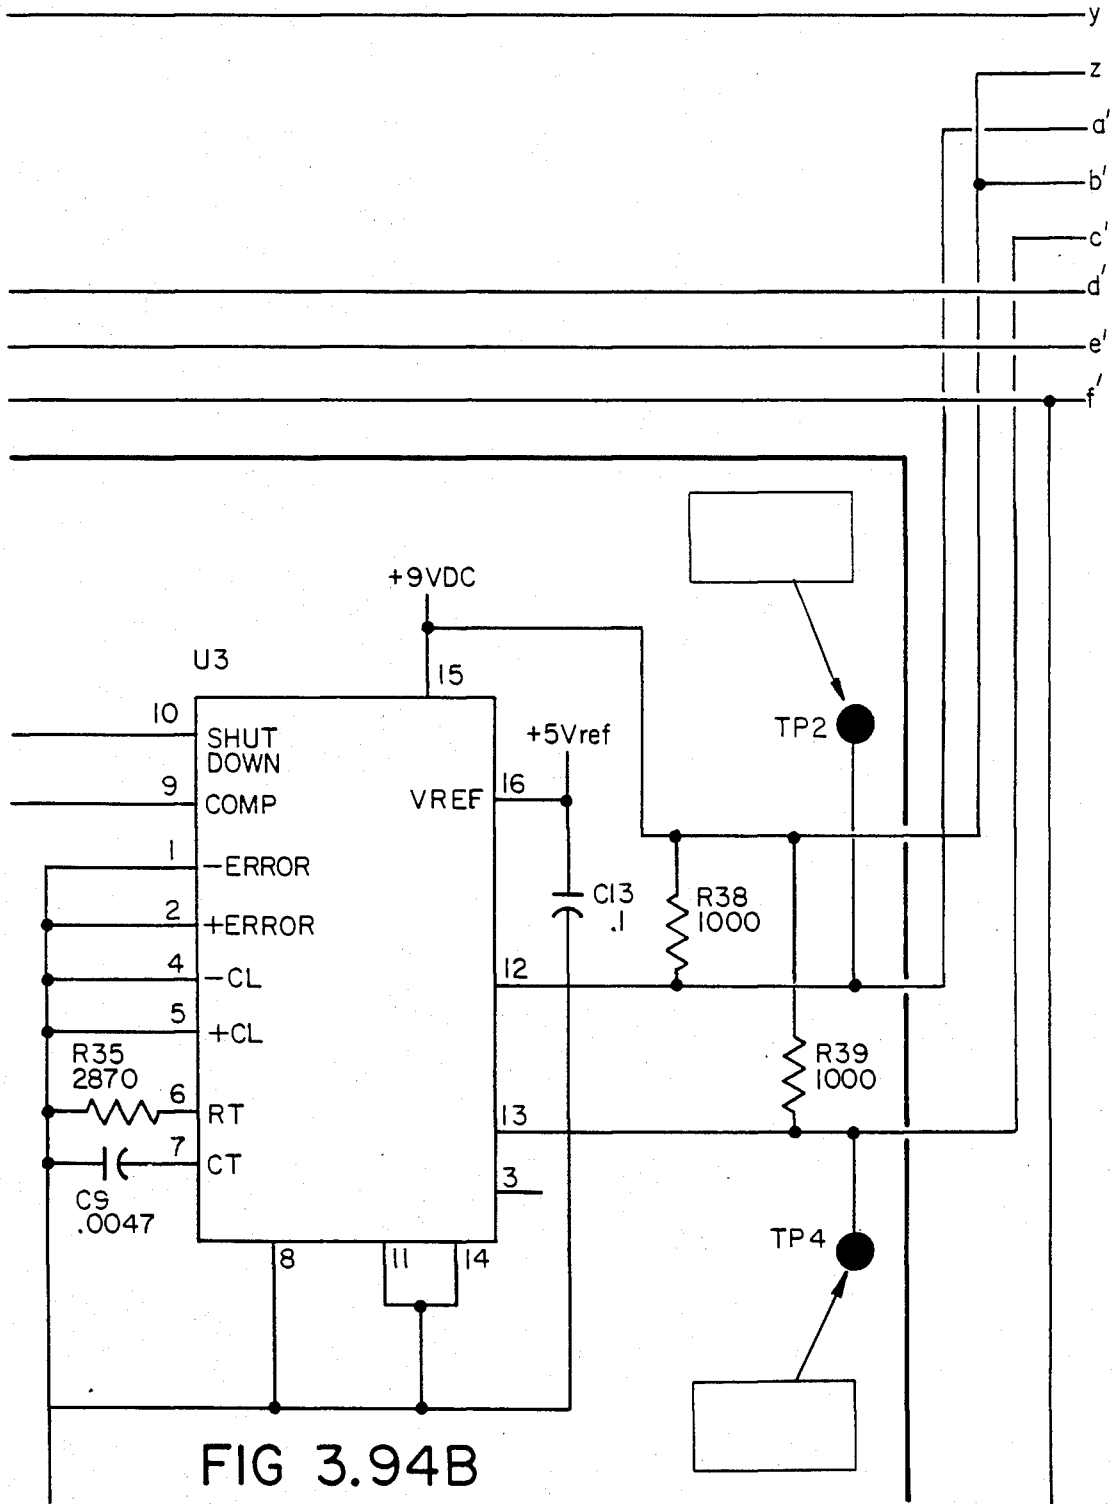 y
z
a'
b'
c'
d'
e'
f'
+9VDC
U3
15
10
SHUT
DOWN
TP2
+5Vref
9
COMP
VREF
16
1
-ERROR
C13
.1
R38
1000
2
+ERROR
4
-CL
12
5
+CL
R35
2870
R39
1000
6
RT
13
7
CT
3
C9
.0047
TP4
8
11
14
FIG 3.94B